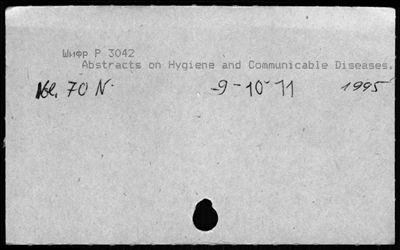 Шифр Р 3042
Abstracts on Hygiene and Communicable Diseases.
Vol. 70 N. -9-10-11 1995